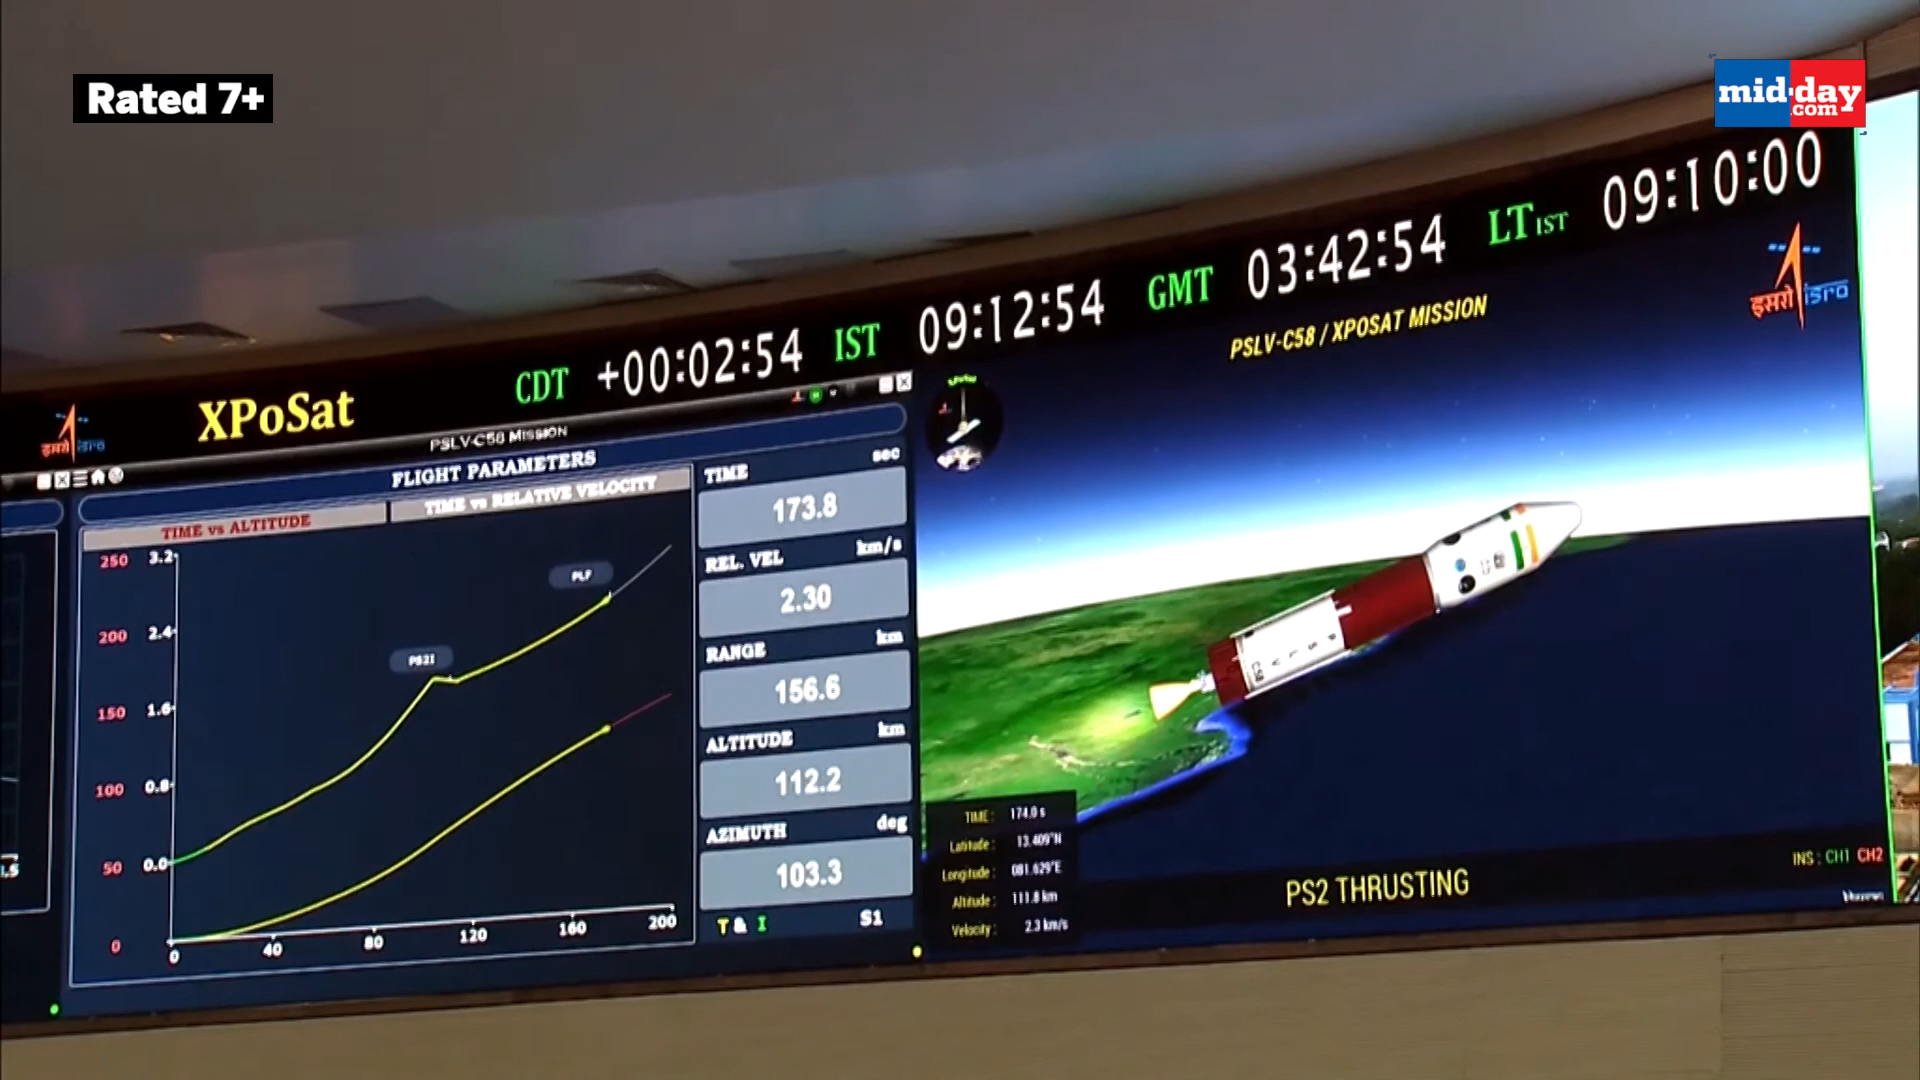 Rated 7+
mid-day
.com
CDT +00:02:54 IST 09:12:54 GMT 03:42:54 LT IST 09:10:00
इसरो isro
XPoSat
PSLV-C58 / XPOSAT MISSION
इसरो isro
PSLV-C58 MISSION
FLIGHT PARAMETERS
TIME vs ALTITUDE
TIME vs RELATIVE VELOCITY
250 3.2
200 2.4
150 1.6
100 0.8
50 0.0
0
0 40 80 120 160 200
PS2I
PLF
TIME sec
173.8
REL. VEL km/s
2.30
RANGE km
156.6
ALTITUDE km
112.2
AZIMUTH deg
103.3
T & I S1
P S L V
C58
TIME: 174.0 s
Latitude: 13.409°N
Longitude: 081.629°E
Altitude: 111.8 km
Velocity: 2.3 km/s
PS2 THRUSTING
INS: CH1 CH2